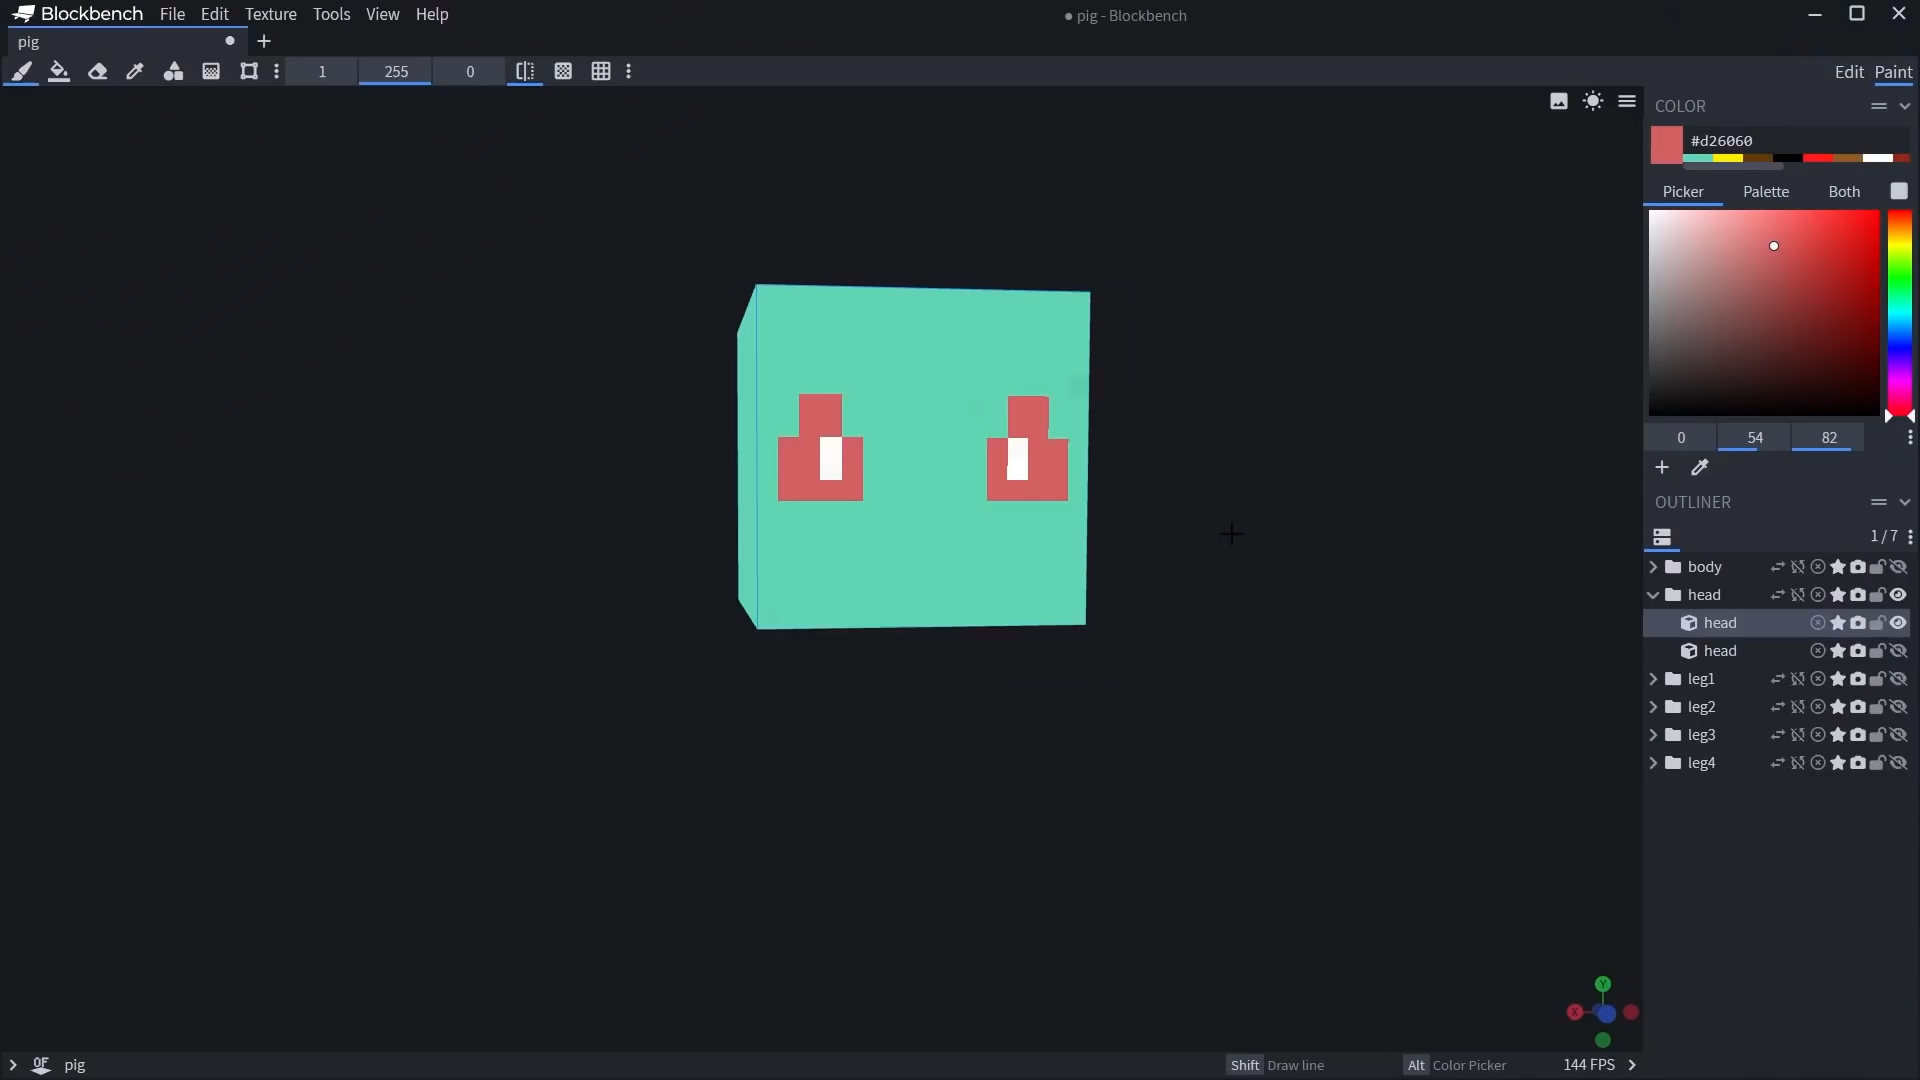 Blockbench File Edit Texture Tools View Help
● pig - Blockbench
pig
1 255 0
Edit Paint
COLOR
#d26060
Picker Palette Both
0 54 82
OUTLINER
1 / 7
body
head
head
head
leg1
leg2
leg3
leg4
Y
X
OF pig
Shift Draw line Alt Color Picker 144 FPS